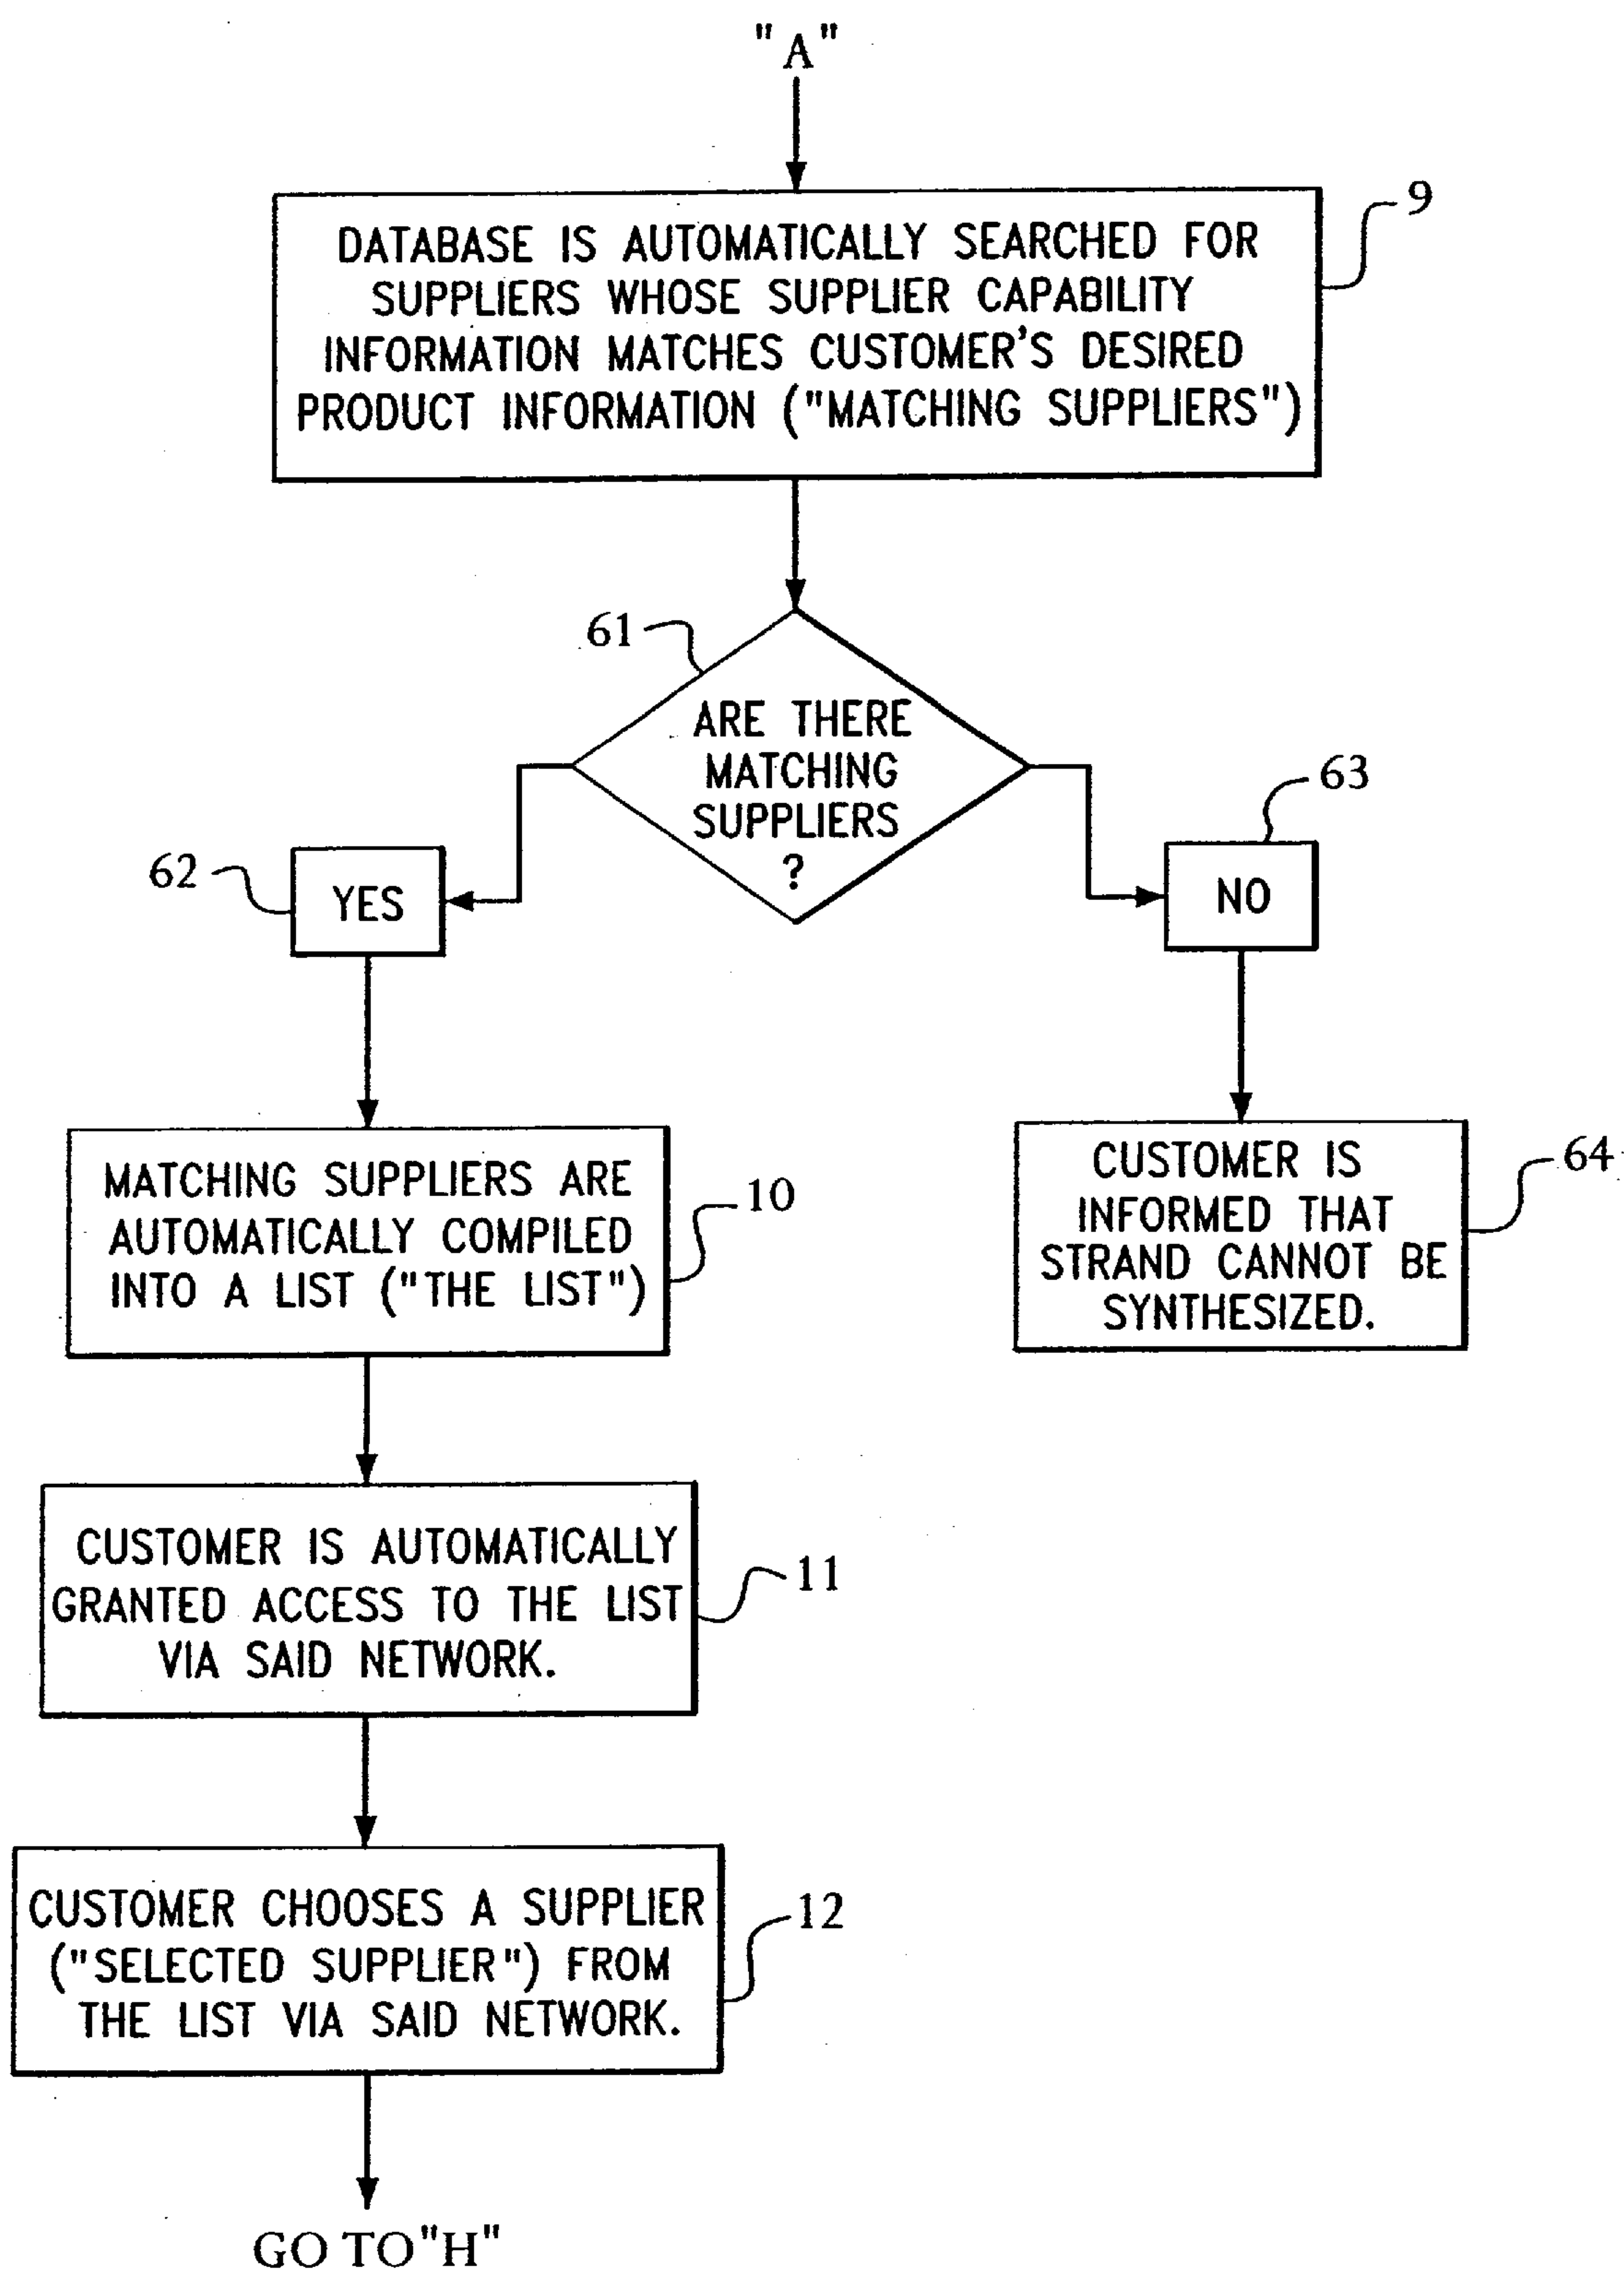 "A"
9
DATABASE IS AUTOMATICALLY SEARCHED FOR
SUPPLIERS WHOSE SUPPLIER CAPABILITY
INFORMATION MATCHES CUSTOMER'S DESIRED
PRODUCT INFORMATION ("MATCHING SUPPLIERS")
61
ARE THERE
MATCHING
SUPPLIERS
?
62
YES
63
NO
MATCHING SUPPLIERS ARE
AUTOMATICALLY COMPILED
INTO A LIST ("THE LIST")
10
CUSTOMER IS
INFORMED THAT
STRAND CANNOT BE
SYNTHESIZED.
64
CUSTOMER IS AUTOMATICALLY
GRANTED ACCESS TO THE LIST
VIA SAID NETWORK.
11
CUSTOMER CHOOSES A SUPPLIER
("SELECTED SUPPLIER") FROM
THE LIST VIA SAID NETWORK.
12
GO TO "H"